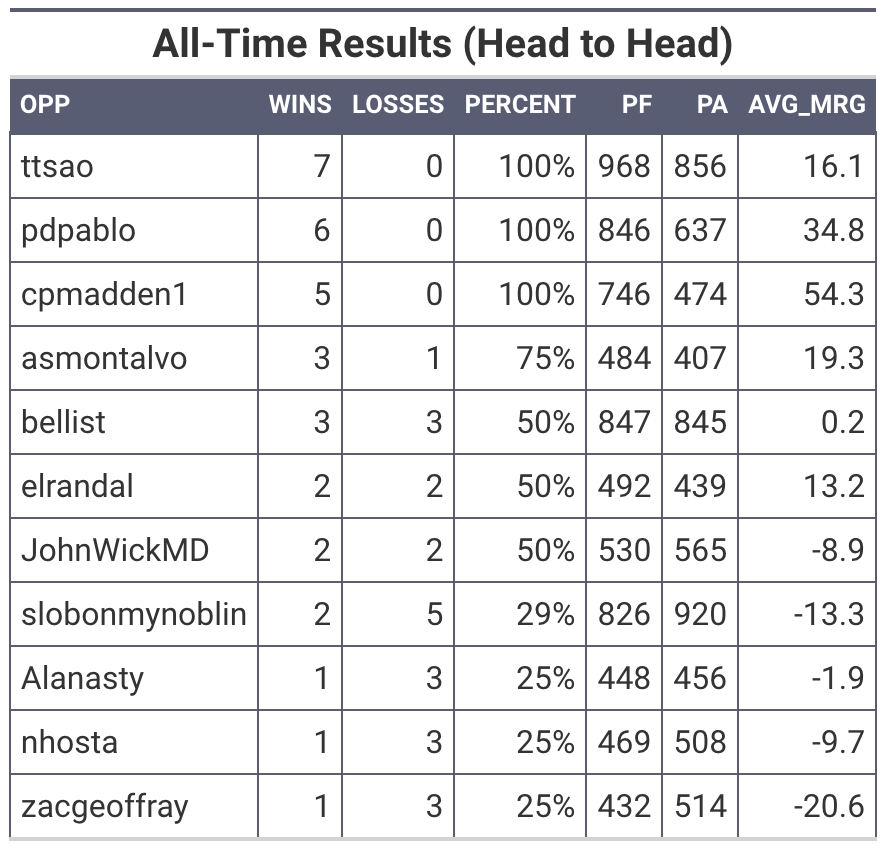 All-Time Results (Head to Head)
OPP WINS LOSSES PERCENT PF PA AVG_MRG
ttsao 7 0 100% 968 856 16.1
pdpablo 6 0 100% 846 637 34.8
cpmadden1 5 0 100% 746 474 54.3
asmontalvo 3 1 75% 484 407 19.3
bellist 3 3 50% 847 845 0.2
elrandal 2 2 50% 492 439 13.2
JohnWickMD 2 2 50% 530 565 -8.9
slobonmynoblin 2 5 29% 826 920 -13.3
Alanasty 1 3 25% 448 456 -1.9
nhosta 1 3 25% 469 508 -9.7
zacgeoffray 1 3 25% 432 514 -20.6